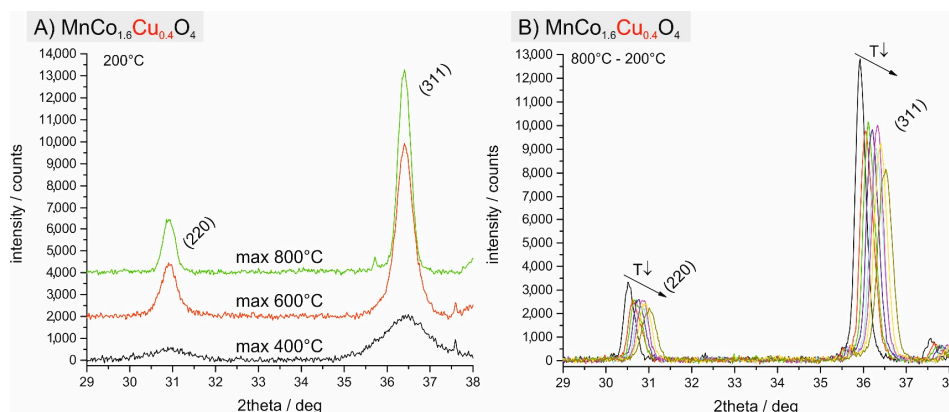 A) MnCo1.6Cu0.4O4
200°C
14,000
13,000
12,000
11,000
10,000
9,000
8,000
7,000
6,000
5,000
4,000
3,000
2,000
1,000
0
intensity / counts
(311)
(220)
max 800°C
max 600°C
max 400°C
29 30 31 32 33 34 35 36 37 38
2theta / deg
B) MnCo1.6Cu0.4O4
800°C - 200°C
13,000
12,000
11,000
10,000
9,000
8,000
7,000
6,000
5,000
4,000
3,000
2,000
1,000
0
intensity / counts
T↓
(311)
T↓
(220)
29 30 31 32 33 34 35 36 37
2theta / deg